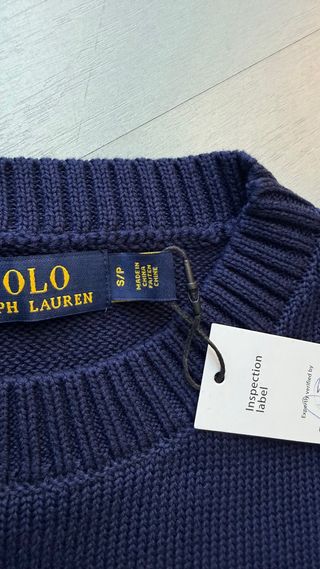 OLO
PH LAUREN
S/P
MADE IN
CHINA
FAIT EN
CHINE
Inspection
label
Expertly verified by